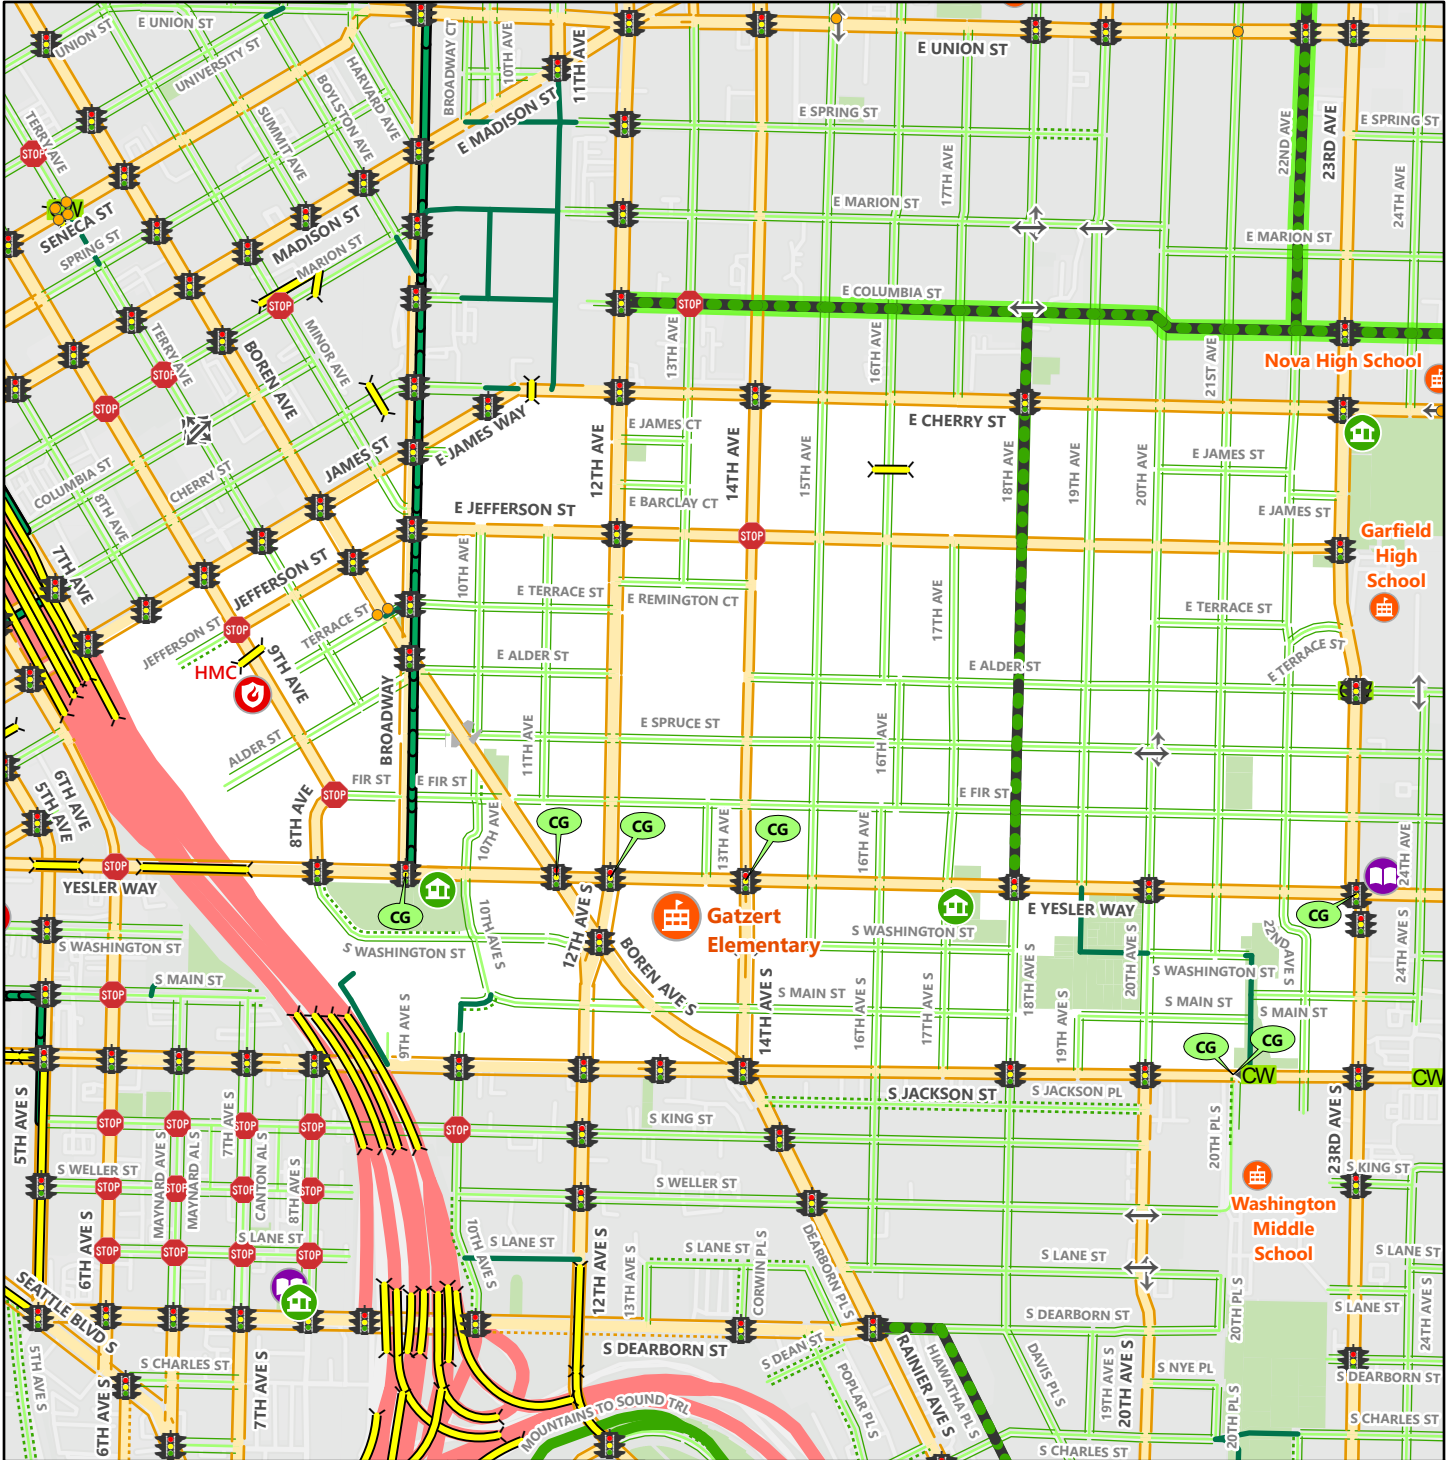 E UNION ST
UNION ST
UNIVERSITY ST
HARVARD AVE
BOYLSTON AVE
SUMMIT AVE
BROADWAY CT
10TH AVE
11TH AVE
E MADISON ST
E UNION ST
E SPRING ST
17TH AVE
22ND AVE
23RD AVE
E SPRING ST
24TH AVE
TERRY AVE
STOP
SENECA ST
SPRING ST
MADISON ST
MARION ST
STOP
E MARION ST
E MARION ST
E COLUMBIA ST
STOP
13TH AVE
16TH AVE
21ST AVE
Nova High School
MINOR AVE
TERRY AVE
STOP
STOP
BOREN AVE
COLUMBIA ST
CHERRY ST
8TH AVE
JAMES ST
E JAMES WAY
E JAMES CT
E CHERRY ST
12TH AVE
14TH AVE
15TH AVE
18TH AVE
19TH AVE
20TH AVE
E JAMES ST
E BARCLAY CT
E JEFFERSON ST
STOP
E JAMES ST
Garfield
High
School
7TH AVE
JEFFERSON ST
JEFFERSON ST
STOP
TERRACE ST
10TH AVE
E TERRACE ST
E REMINGTON CT
17TH AVE
E TERRACE ST
E TERRACE ST
HMC
9TH AVE
E ALDER ST
E ALDER ST
BROADWAY
ALDER ST
11TH AVE
E SPRUCE ST
16TH AVE
6TH AVE
5TH AVE
8TH AVE
STOP
FIR ST
E FIR ST
E FIR ST
10TH AVE
CG
CG
CG
13TH AVE
16TH AVE
24TH AVE
STOP
YESLER WAY
CG
E YESLER WAY
CG
Gatzert
Elementary
10TH AVE S
12TH AVE S
BOREN AVE S
S WASHINGTON ST
S WASHINGTON ST
S WASHINGTON ST
S WASHINGTON ST
20TH AVE S
22ND AVE S
24TH AVE S
S MAIN ST
STOP
S MAIN ST
S MAIN ST
S MAIN ST
9TH AVE S
14TH AVE S
16TH AVE S
17TH AVE S
18TH AVE S
19TH AVE S
CG
CG
CW
CW
S JACKSON ST
S JACKSON PL
5TH AVE S
STOP
STOP
STOP
STOP
STOP
S KING ST
7TH AVE S
MAYNARD AVE S
MAYNARD AL S
CANTON AL S
8TH AVE S
20TH PL S
23RD AVE S
S KING ST
S WELLER ST
STOP
STOP
STOP
STOP
S WELLER ST
Washington
Middle
School
6TH AVE S
STOP
STOP
STOP
STOP
S LANE ST
10TH AVE S
S LANE ST
12TH AVE S
13TH AVE S
S LANE ST
CORWIN PL S
DEARBORN PL S
S LANE ST
S LANE ST
S LANE ST
SEATTLE BLVD S
S DEARBORN ST
S DEARBORN ST
20TH PL S
24TH AVE S
5TH AVE S
S CHARLES ST
6TH AVE S
7TH AVE S
S DEAN ST
POPLAR PL S
RAINIER AVE S
HIAWATHA PL S
DAVIS PL S
19TH AVE S
20TH AVE S
S NYE PL
20TH PL S
S DEARBORN ST
MOUNTAINS TO SOUND TRL
S CHARLES ST
S CHARLES ST